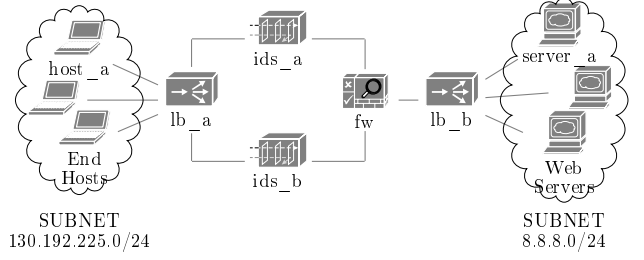 host_a
End
Hosts
SUBNET
130.192.225.0/24
lb_a
ids_a
ids_b
fw
lb_b
server_a
Web
Servers
SUBNET
8.8.8.0/24